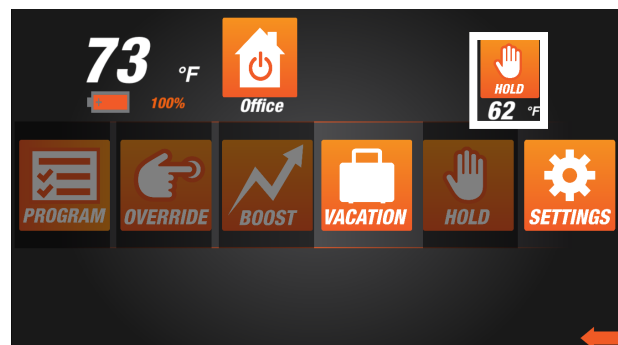 73 °F
100%
Office
HOLD
62 °F
PROGRAM
OVERRIDE
BOOST
VACATION
HOLD
SETTINGS